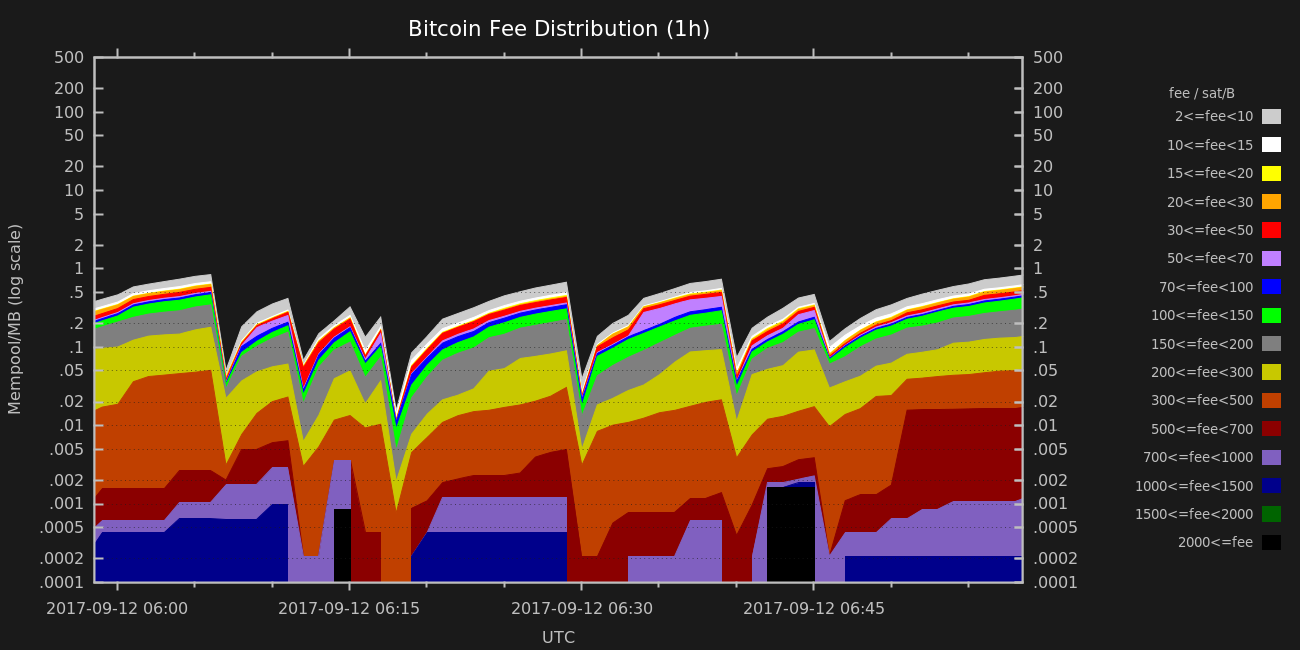 Bitcoin Fee Distribution (1h)
Mempool/MB (log scale)
500
200
100
50
20
10
5
2
1
.5
.2
.1
.05
.02
.01
.005
.002
.001
.0005
.0002
.0001
500
200
100
50
20
10
5
2
1
.5
.2
.1
.05
.02
.01
.005
.002
.001
.0005
.0002
.0001
2017-09-12 06:00 2017-09-12 06:15 2017-09-12 06:30 2017-09-12 06:45
UTC
fee / sat/B
2<=fee<10
10<=fee<15
15<=fee<20
20<=fee<30
30<=fee<50
50<=fee<70
70<=fee<100
100<=fee<150
150<=fee<200
200<=fee<300
300<=fee<500
500<=fee<700
700<=fee<1000
1000<=fee<1500
1500<=fee<2000
2000<=fee